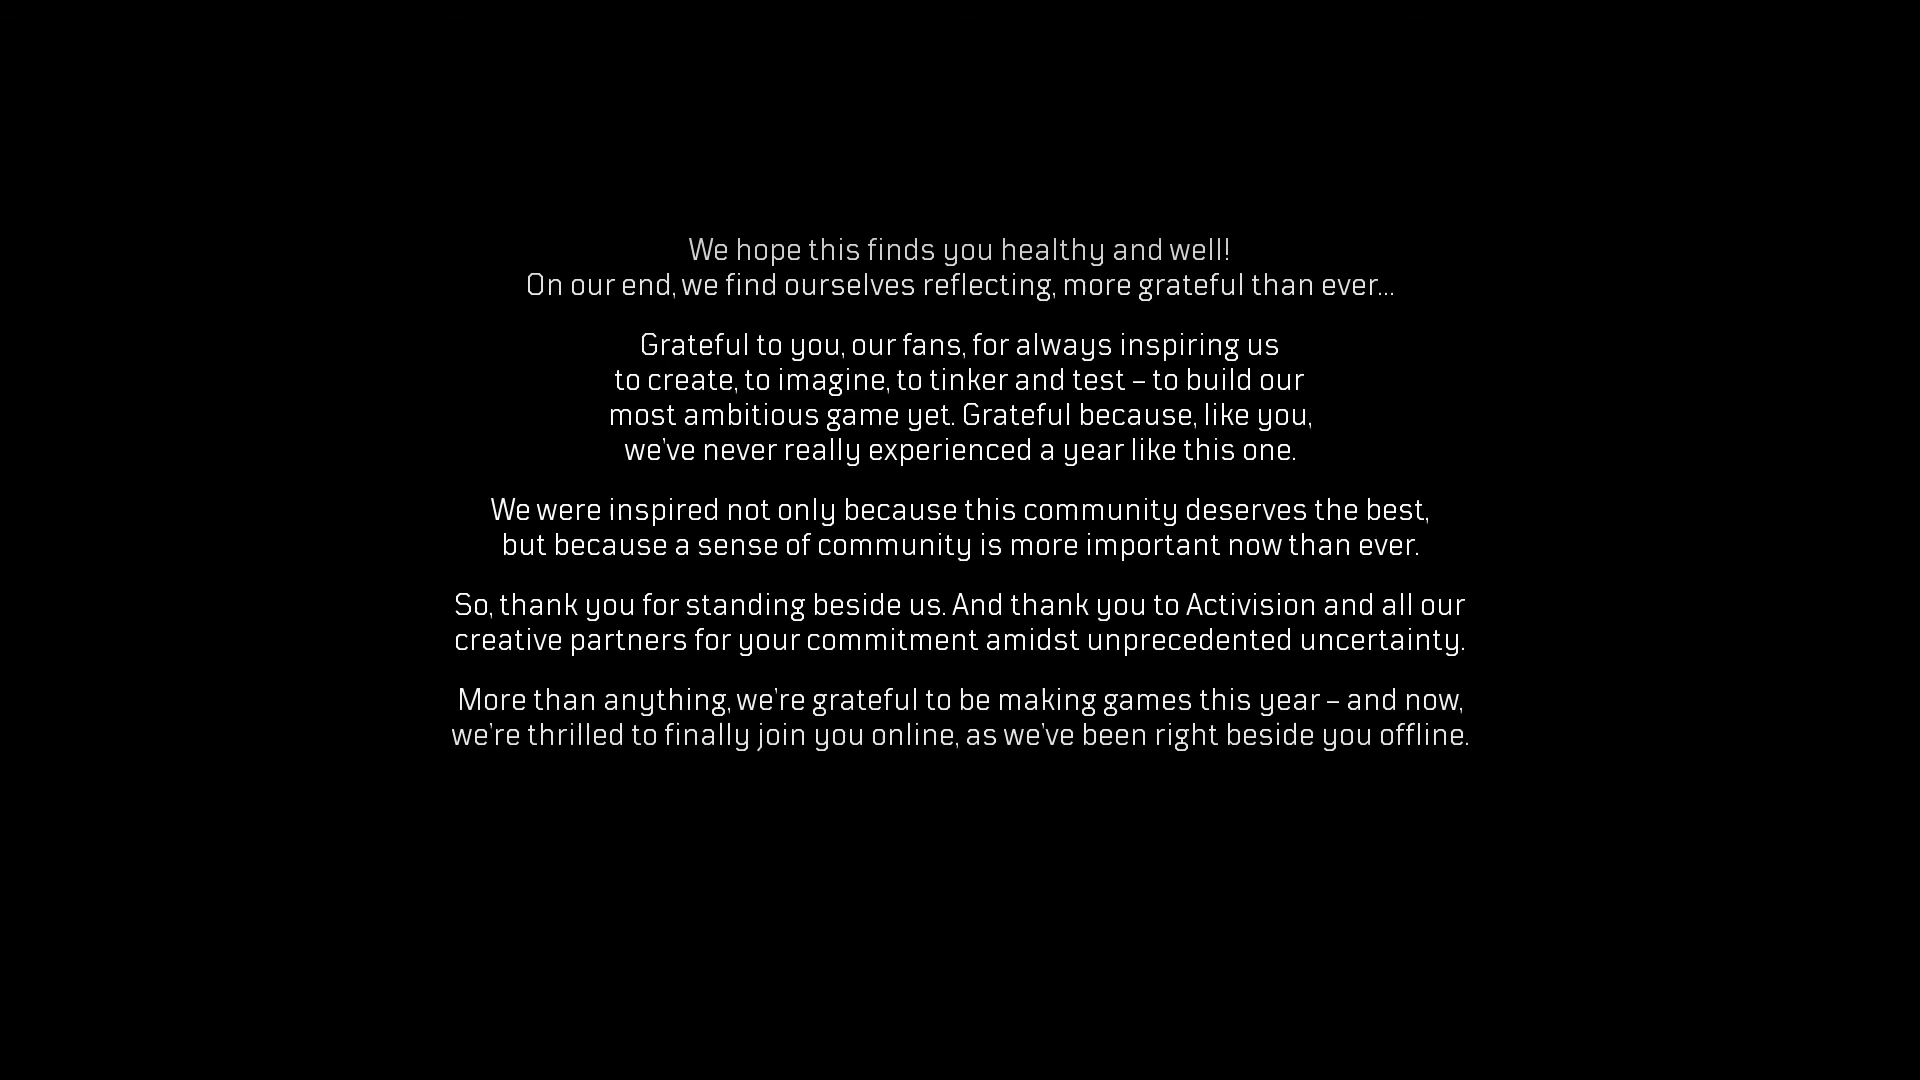 We hope this finds you healthy and well!
On our end, we find ourselves reflecting, more grateful than ever...
Grateful to you, our fans, for always inspiring us
to create, to imagine, to tinker and test – to build our
most ambitious game yet. Grateful because, like you,
we've never really experienced a year like this one.
We were inspired not only because this community deserves the best,
but because a sense of community is more important now than ever.
So, thank you for standing beside us. And thank you to Activision and all our
creative partners for your commitment amidst unprecedented uncertainty.
More than anything, we're grateful to be making games this year – and now,
we're thrilled to finally join you online, as we've been right beside you offline.